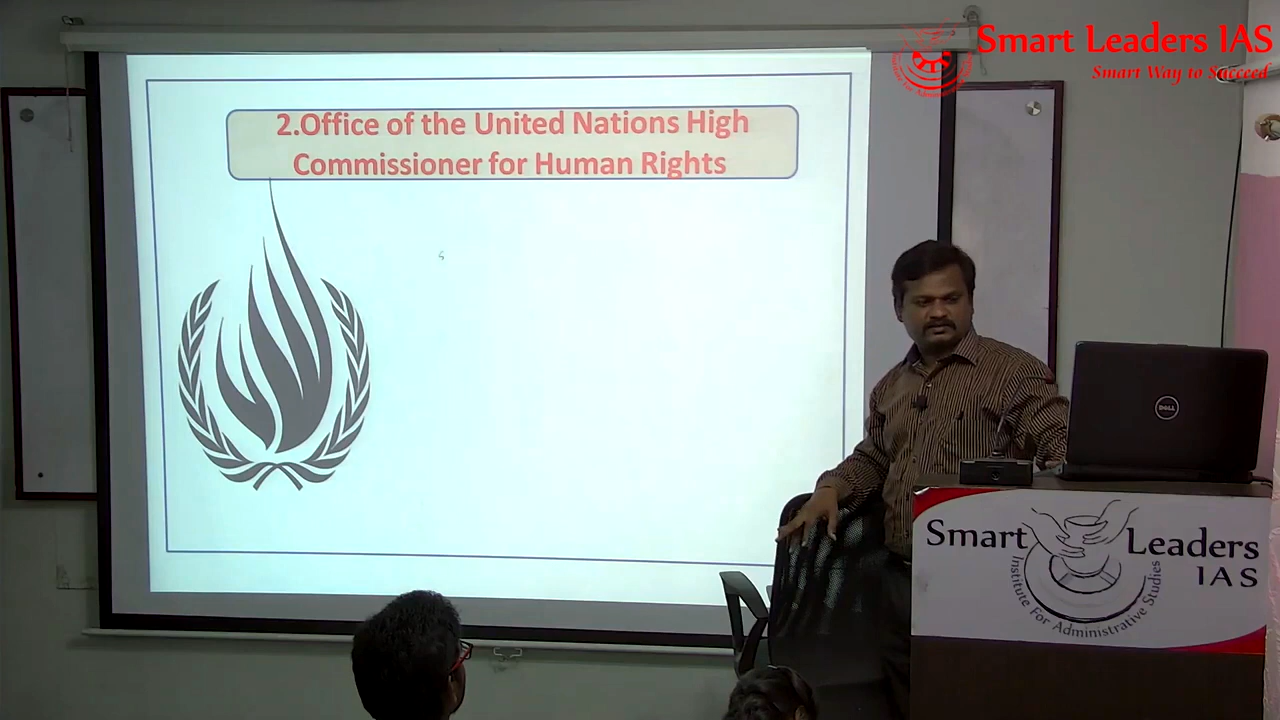 Smart Leaders IAS
Smart Way to Succeed
2.Office of the United Nations High
Commissioner for Human Rights
DELL
Smart Leaders
IAS
Institute For Administrative Studies